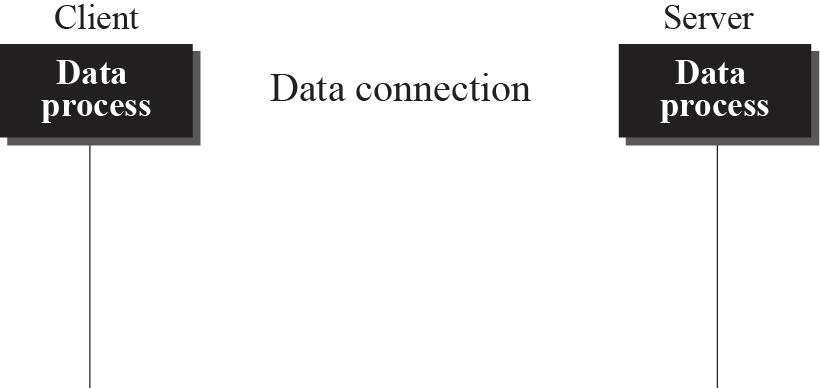 Client
Server
Data
process
Data connection
Data
process